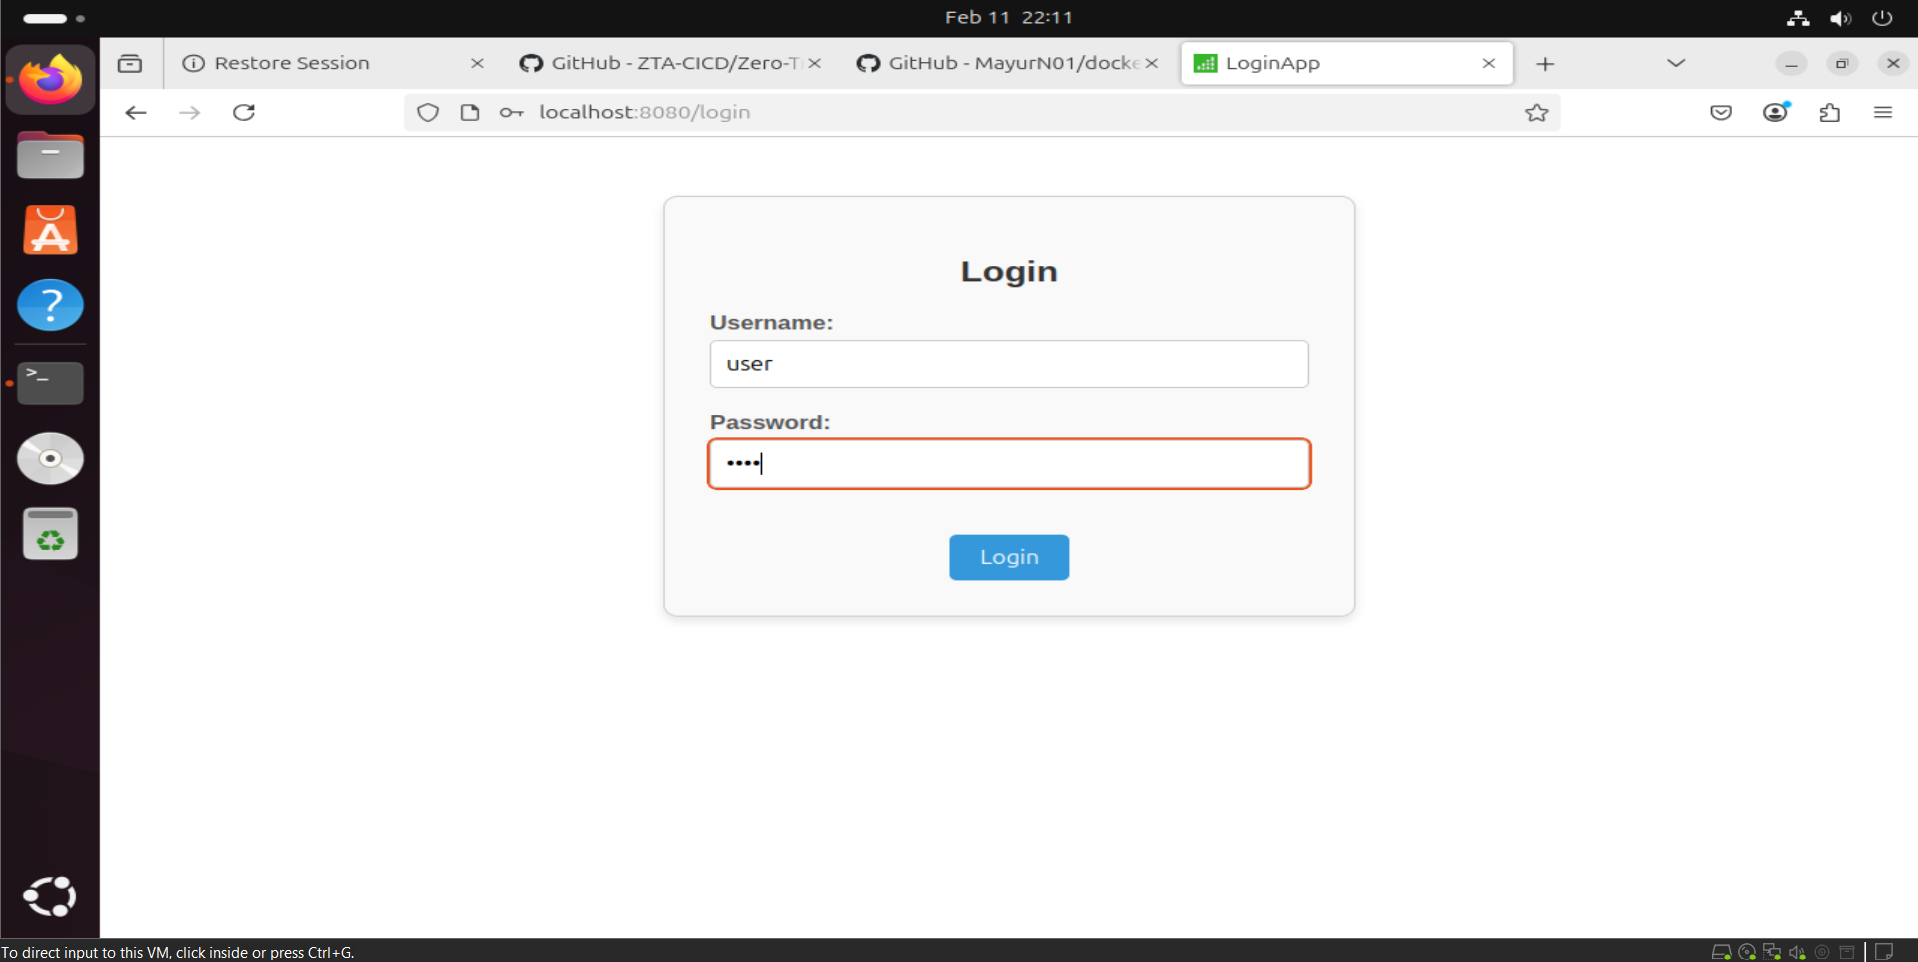 Feb 11 22:11
Restore Session
GitHub - ZTA-CICD/Zero-T
GitHub - MayurN01/docke
LoginApp
localhost:8080/login
Login
Username:
user
Password:
Login
To direct input to this VM, click inside or press Ctrl+G.